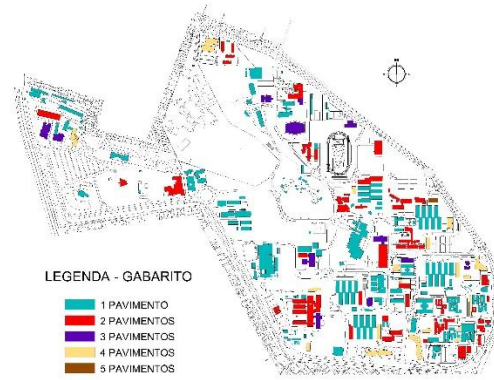 LEGENDA - GABARITO
1 PAVIMENTO
2 PAVIMENTOS
3 PAVIMENTOS
4 PAVIMENTOS
5 PAVIMENTOS